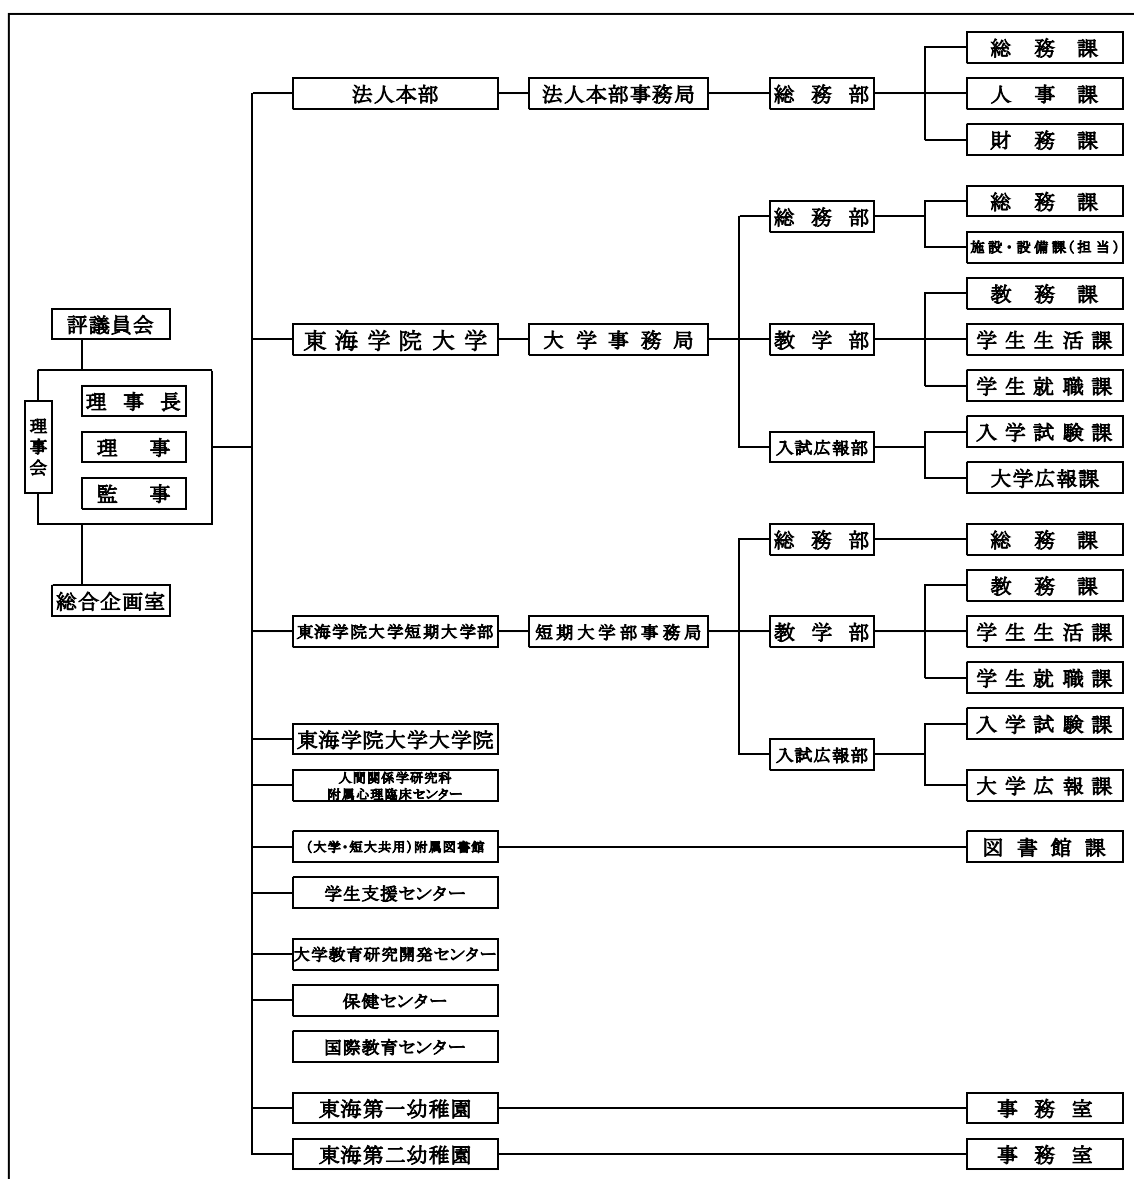 評議員会
理事会
理事長
理事
監事
総合企画室
法人本部
法人本部事務局
総務部
総務課
人事課
財務課
東海学院大学
大学事務局
総務部
総務課
施設・設備課(担当)
教学部
教務課
学生生活課
学生就職課
入試広報部
入学試験課
大学広報課
東海学院大学短期大学部
短期大学部事務局
総務部
総務課
教学部
教務課
学生生活課
学生就職課
入試広報部
入学試験課
大学広報課
東海学院大学大学院
人間関係学研究科
附属心理臨床センター
(大学・短大共用)附属図書館
図書館課
学生支援センター
大学教育研究開発センター
保健センター
国際教育センター
東海第一幼稚園
事務室
東海第二幼稚園
事務室